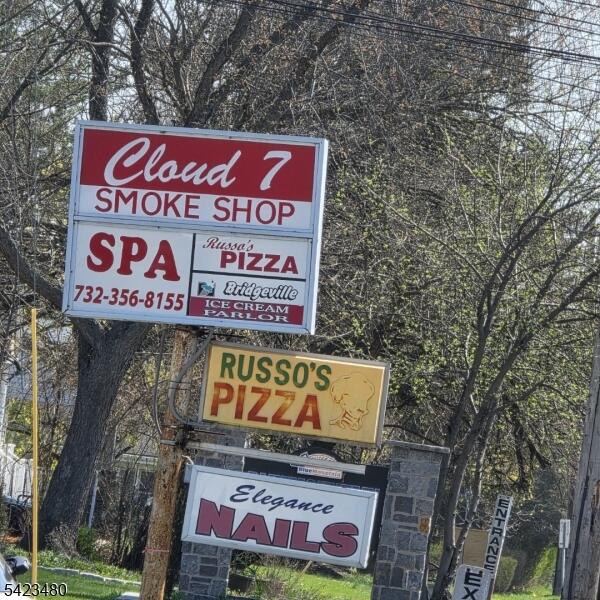 Cloud 7
SMOKE SHOP
SPA
732-356-8155
Russo's
PIZZA
Bridgeville
ICE CREAM
PARLOR
RUSSO'S
PIZZA
BlueMountain
Elegance
NAILS
ENTRANCE
EX
5423480